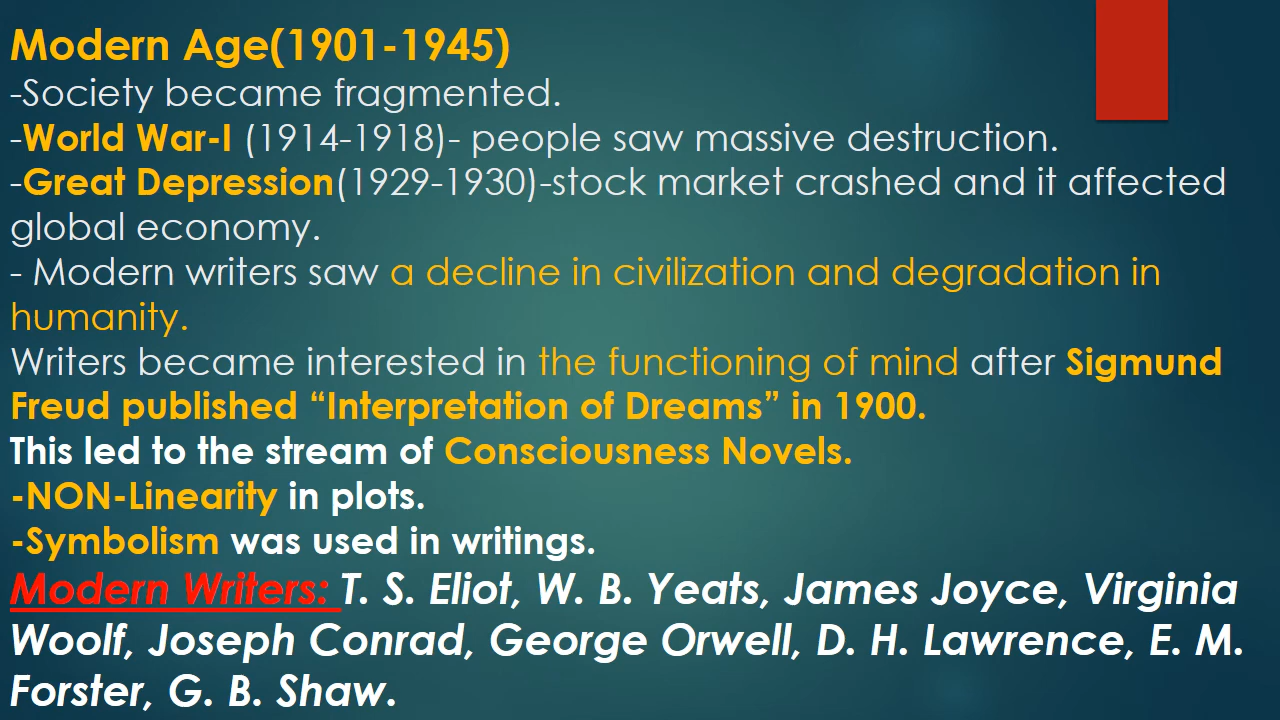 Modern Age(1901-1945)
-Society became fragmented.
-World War-I (1914-1918)- people saw massive destruction.
-Great Depression(1929-1930)-stock market crashed and it affected
global economy.
- Modern writers saw a decline in civilization and degradation in
humanity.
Writers became interested in the functioning of mind after Sigmund
Freud published “Interpretation of Dreams” in 1900.
This led to the stream of Consciousness Novels.
-NON-Linearity in plots.
-Symbolism was used in writings.
Modern Writers: T. S. Eliot, W. B. Yeats, James Joyce, Virginia
Woolf, Joseph Conrad, George Orwell, D. H. Lawrence, E. M.
Forster, G. B. Shaw.